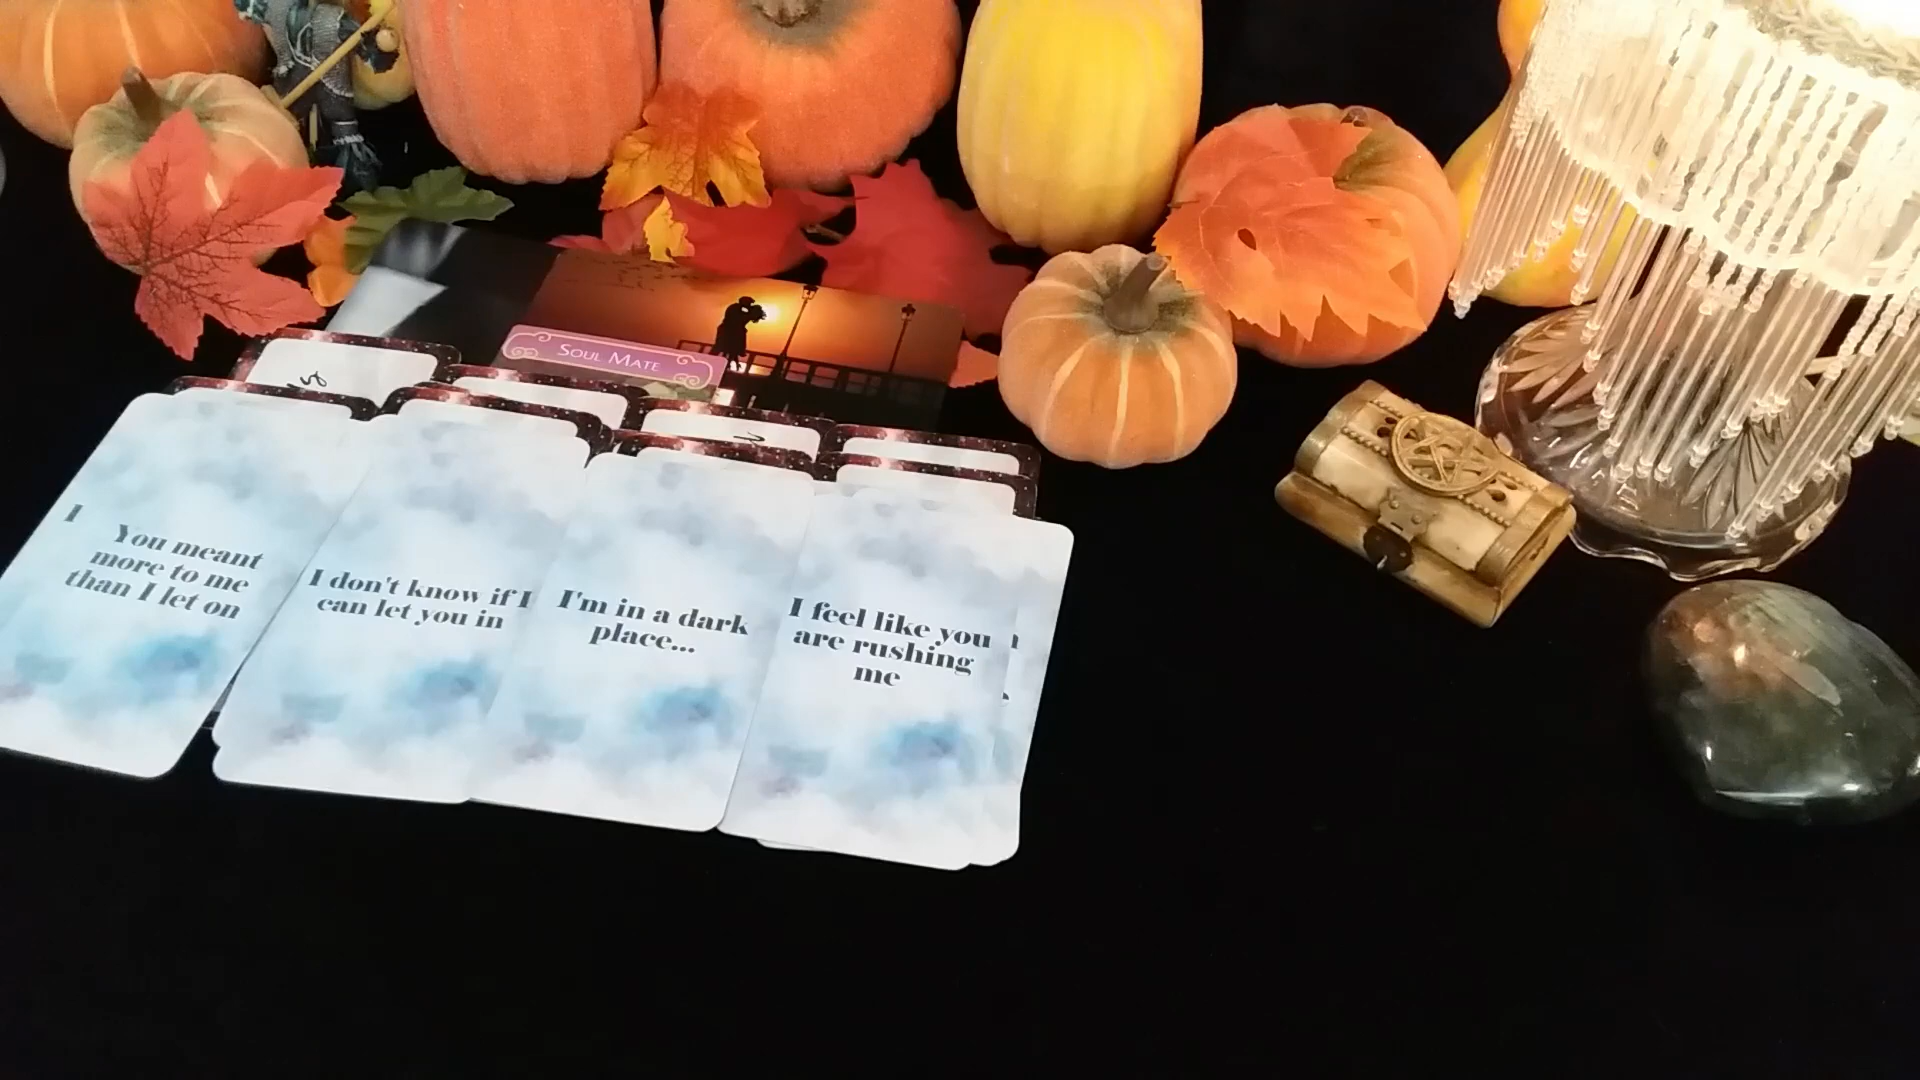 SOUL MATE
I
You meant
more to me
than I let on
I don't know if I
can let you in
I'm in a dark
place...
I feel like you
are rushing
me